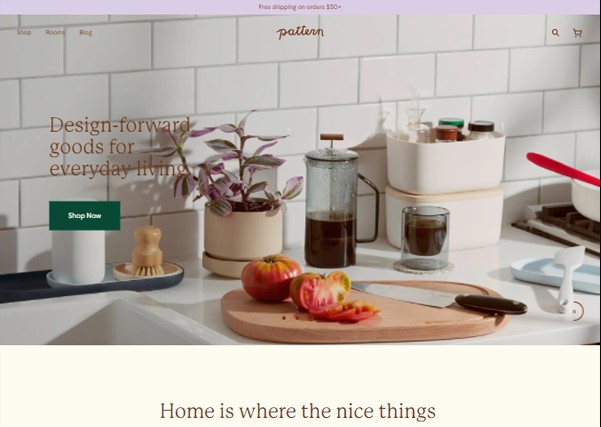 Free shipping on orders $50+
Shop Rooms Blog
pattern
Design-forward
goods for
everyday living
Shop Now
Home is where the nice things